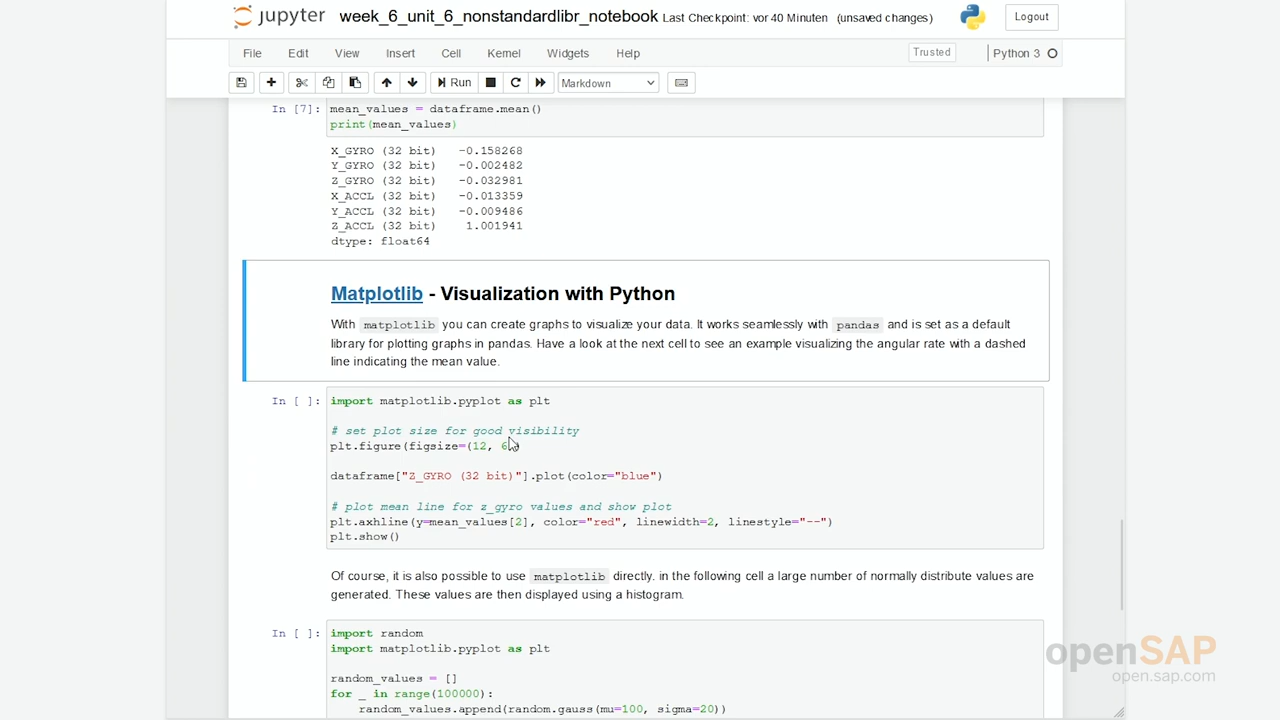 jupyter week_6_unit_6_nonstandardlibr_notebook Last Checkpoint: vor 40 Minuten (unsaved changes) Logout
File Edit View Insert Cell Kernel Widgets Help Trusted Python 3
Run Markdown
In [7]: mean_values = dataframe.mean()
print(mean_values)
X_GYRO (32 bit) -0.158268
Y_GYRO (32 bit) -0.002482
Z_GYRO (32 bit) -0.032981
X_ACCL (32 bit) -0.013359
Y_ACCL (32 bit) -0.009486
Z_ACCL (32 bit) 1.001941
dtype: float64
Matplotlib - Visualization with Python
With matplotlib you can create graphs to visualize your data. It works seamlessly with pandas and is set as a default
library for plotting graphs in pandas. Have a look at the next cell to see an example visualizing the angular rate with a dashed
line indicating the mean value.
In [ ]: import matplotlib.pyplot as plt
# set plot size for good visibility
plt.figure(figsize=(12, 6)
dataframe["Z_GYRO (32 bit)"].plot(color="blue")
# plot mean line for z_gyro values and show plot
plt.axhline(y=mean_values[2], color="red", linewidth=2, linestyle="--")
plt.show()
Of course, it is also possible to use matplotlib directly. in the following cell a large number of normally distribute values are
generated. These values are then displayed using a histogram.
In [ ]: import random
import matplotlib.pyplot as plt
random_values = []
for _ in range(100000):
random_values.append(random.gauss(mu=100, sigma=20))
openSAP
open.sap.com